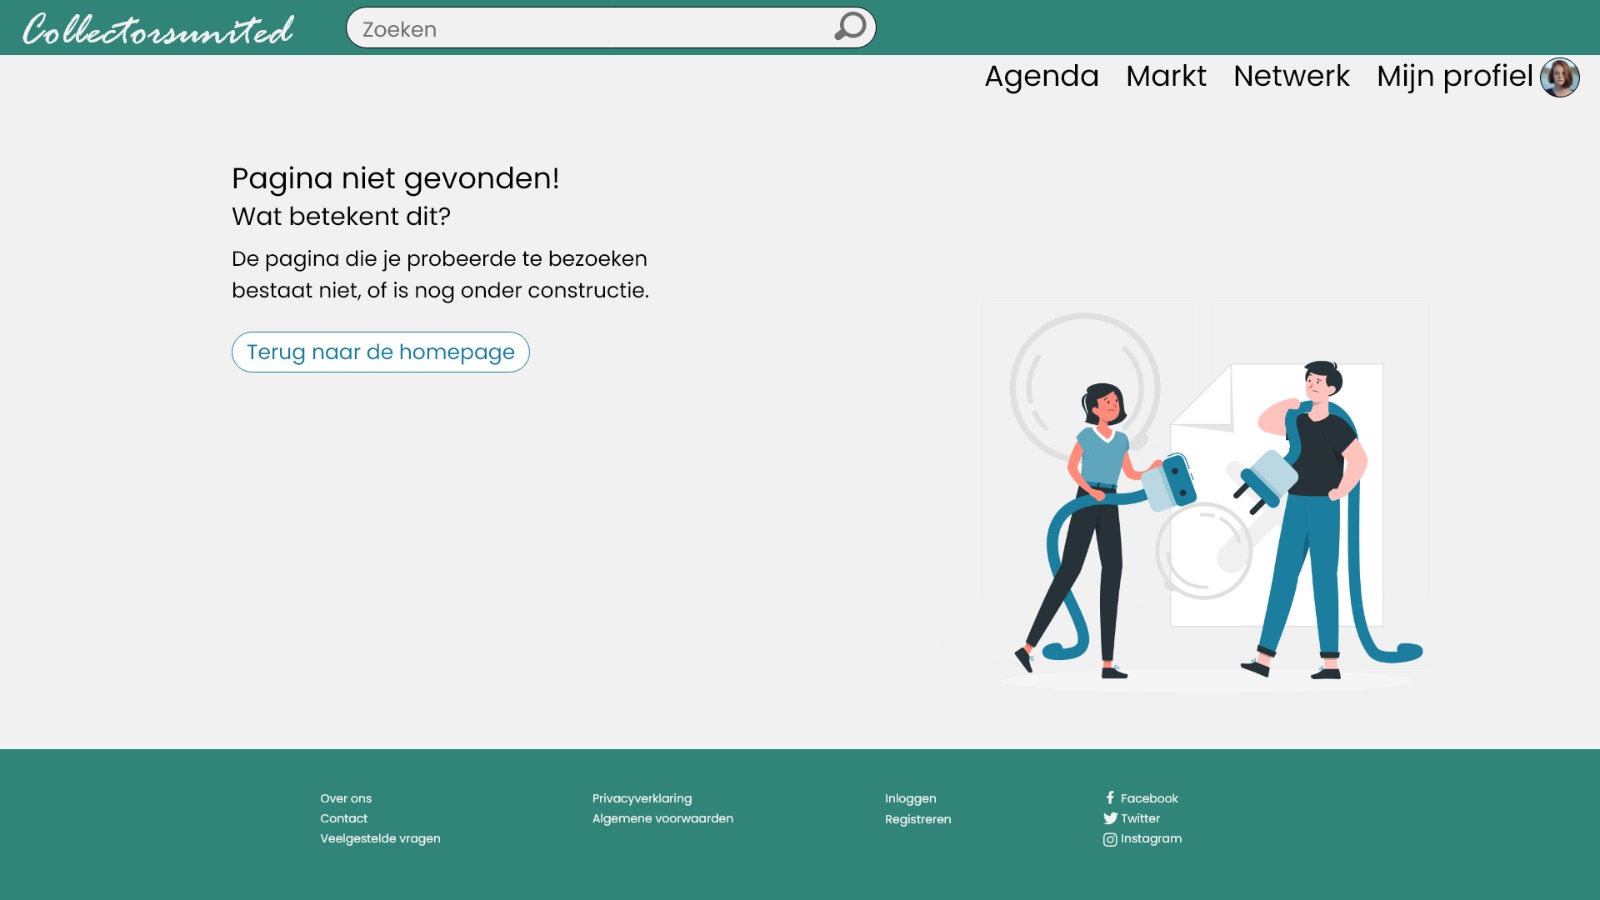 Collectorsunited
Zoeken
Agenda Markt Netwerk Mijn profiel
Pagina niet gevonden!
Wat betekent dit?
De pagina die je probeerde te bezoeken
bestaat niet, of is nog onder constructie.
Terug naar de homepage
Over ons
Contact
Veelgestelde vragen
Privacyverklaring
Algemene voorwaarden
Inloggen
Registreren
Facebook
Twitter
Instagram